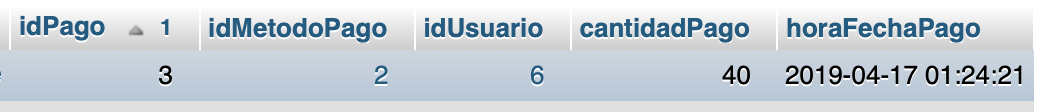 idPago 1 idMetodoPago idUsuario cantidadPago horaFechaPago
3 2 6 40 2019-04-17 01:24:21